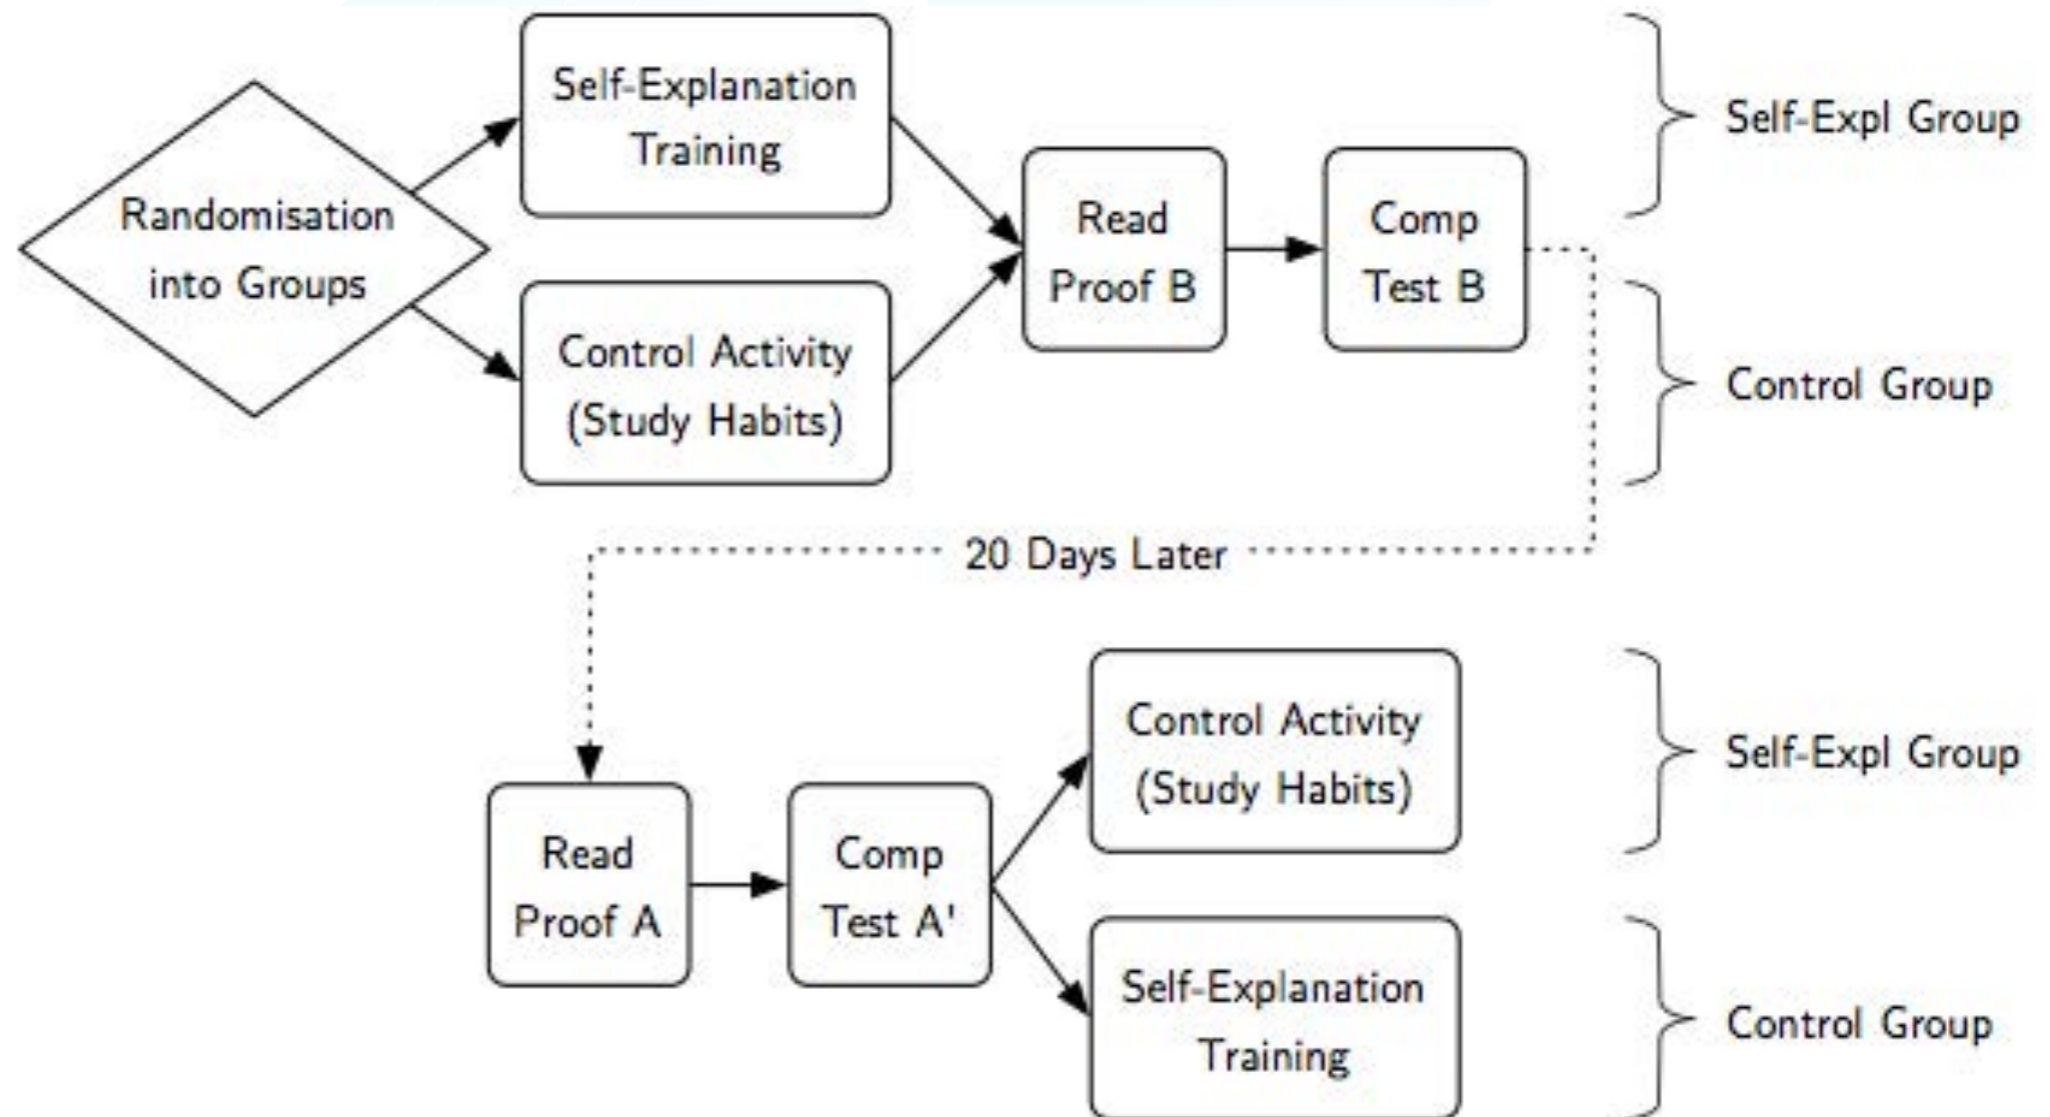 Self-Explanation
Training
Self-Expl Group
Randomisation
into Groups
Read
Proof B
Comp
Test B
Control Activity
(Study Habits)
Control Group
20 Days Later
Control Activity
(Study Habits)
Self-Expl Group
Read
Proof A
Comp
Test A'
Self-Explanation
Training
Control Group